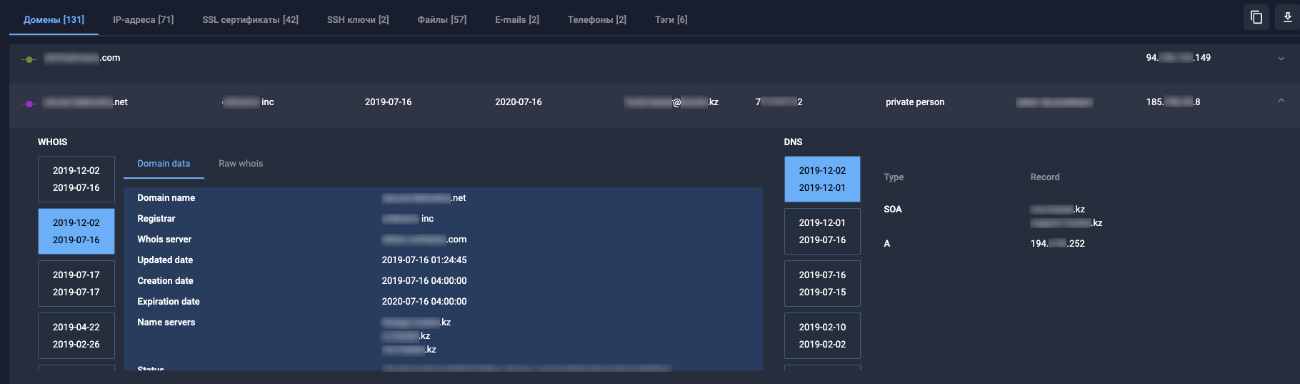 Домены [131] IP-адреса [71] SSL сертификаты [42] SSH ключи [2] Файлы [57] E-mails [2] Телефоны [2] Тэги [6]
.com 94. .149
.net inc 2019-07-16 2020-07-16 @ .kz 7 2 private person 185. .8
WHOIS
2019-12-02
2019-07-16
2019-12-02
2019-07-16
2019-07-17
2019-07-17
2019-04-22
2019-02-26
Domain data Raw whois
Domain name .net
Registrar inc
Whois server .com
Updated date 2019-07-16 01:24:45
Creation date 2019-07-16 04:00:00
Expiration date 2020-07-16 04:00:00
Name servers .kz
.kz
.kz
Status
DNS
2019-12-02
2019-12-01
2019-12-01
2019-07-16
2019-07-16
2019-07-15
2019-02-10
2019-02-02
Type Record
SOA .kz
.kz
A 194. .252